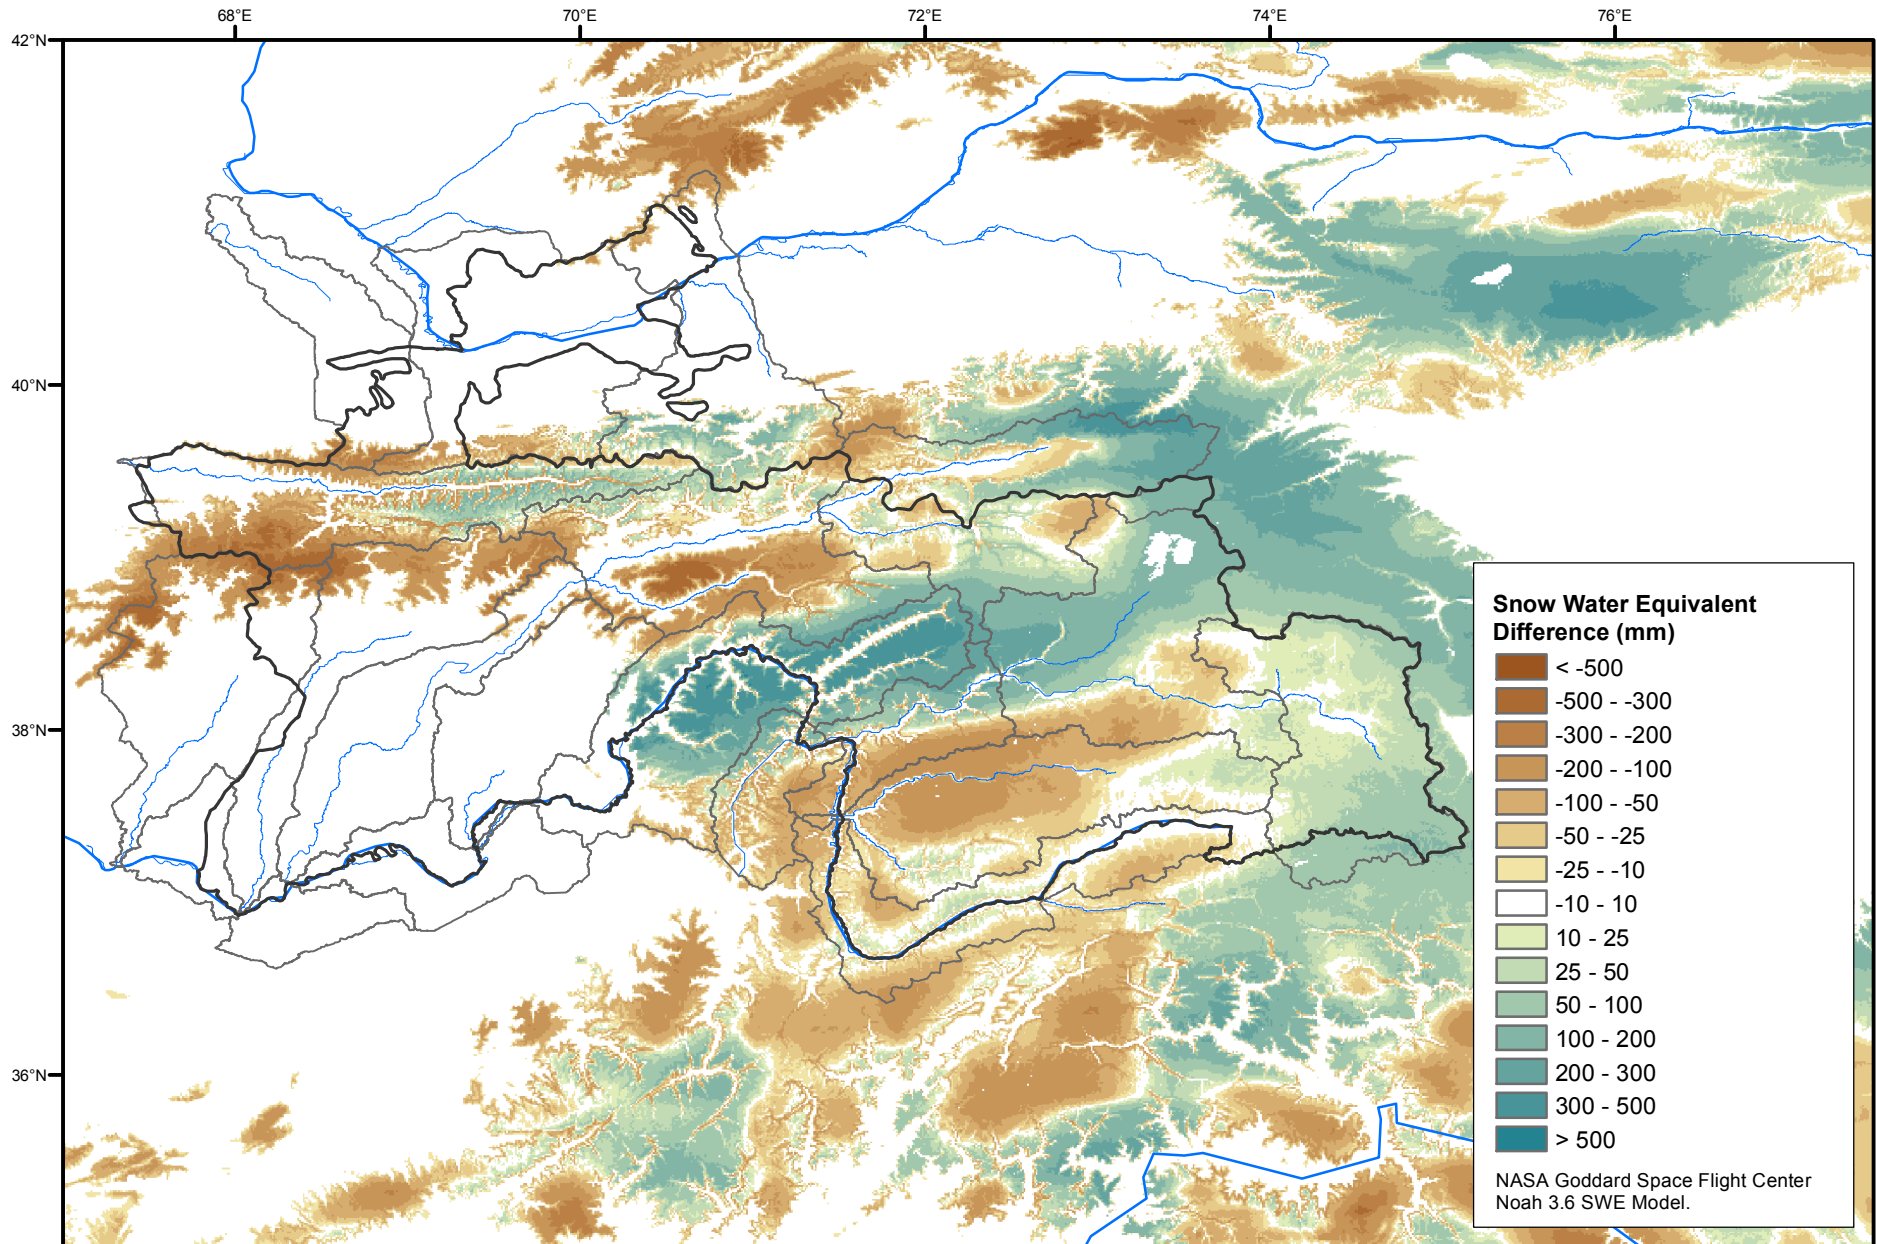 68°E 70°E 72°E 74°E 76°E
42°N
40°N
38°N
36°N
Snow Water Equivalent
Difference (mm)
< -500
-500 - -300
-300 - -200
-200 - -100
-100 - -50
-50 - -25
-25 - -10
-10 - 10
10 - 25
25 - 50
50 - 100
100 - 200
200 - 300
300 - 500
> 500
NASA Goddard Space Flight Center
Noah 3.6 SWE Model.